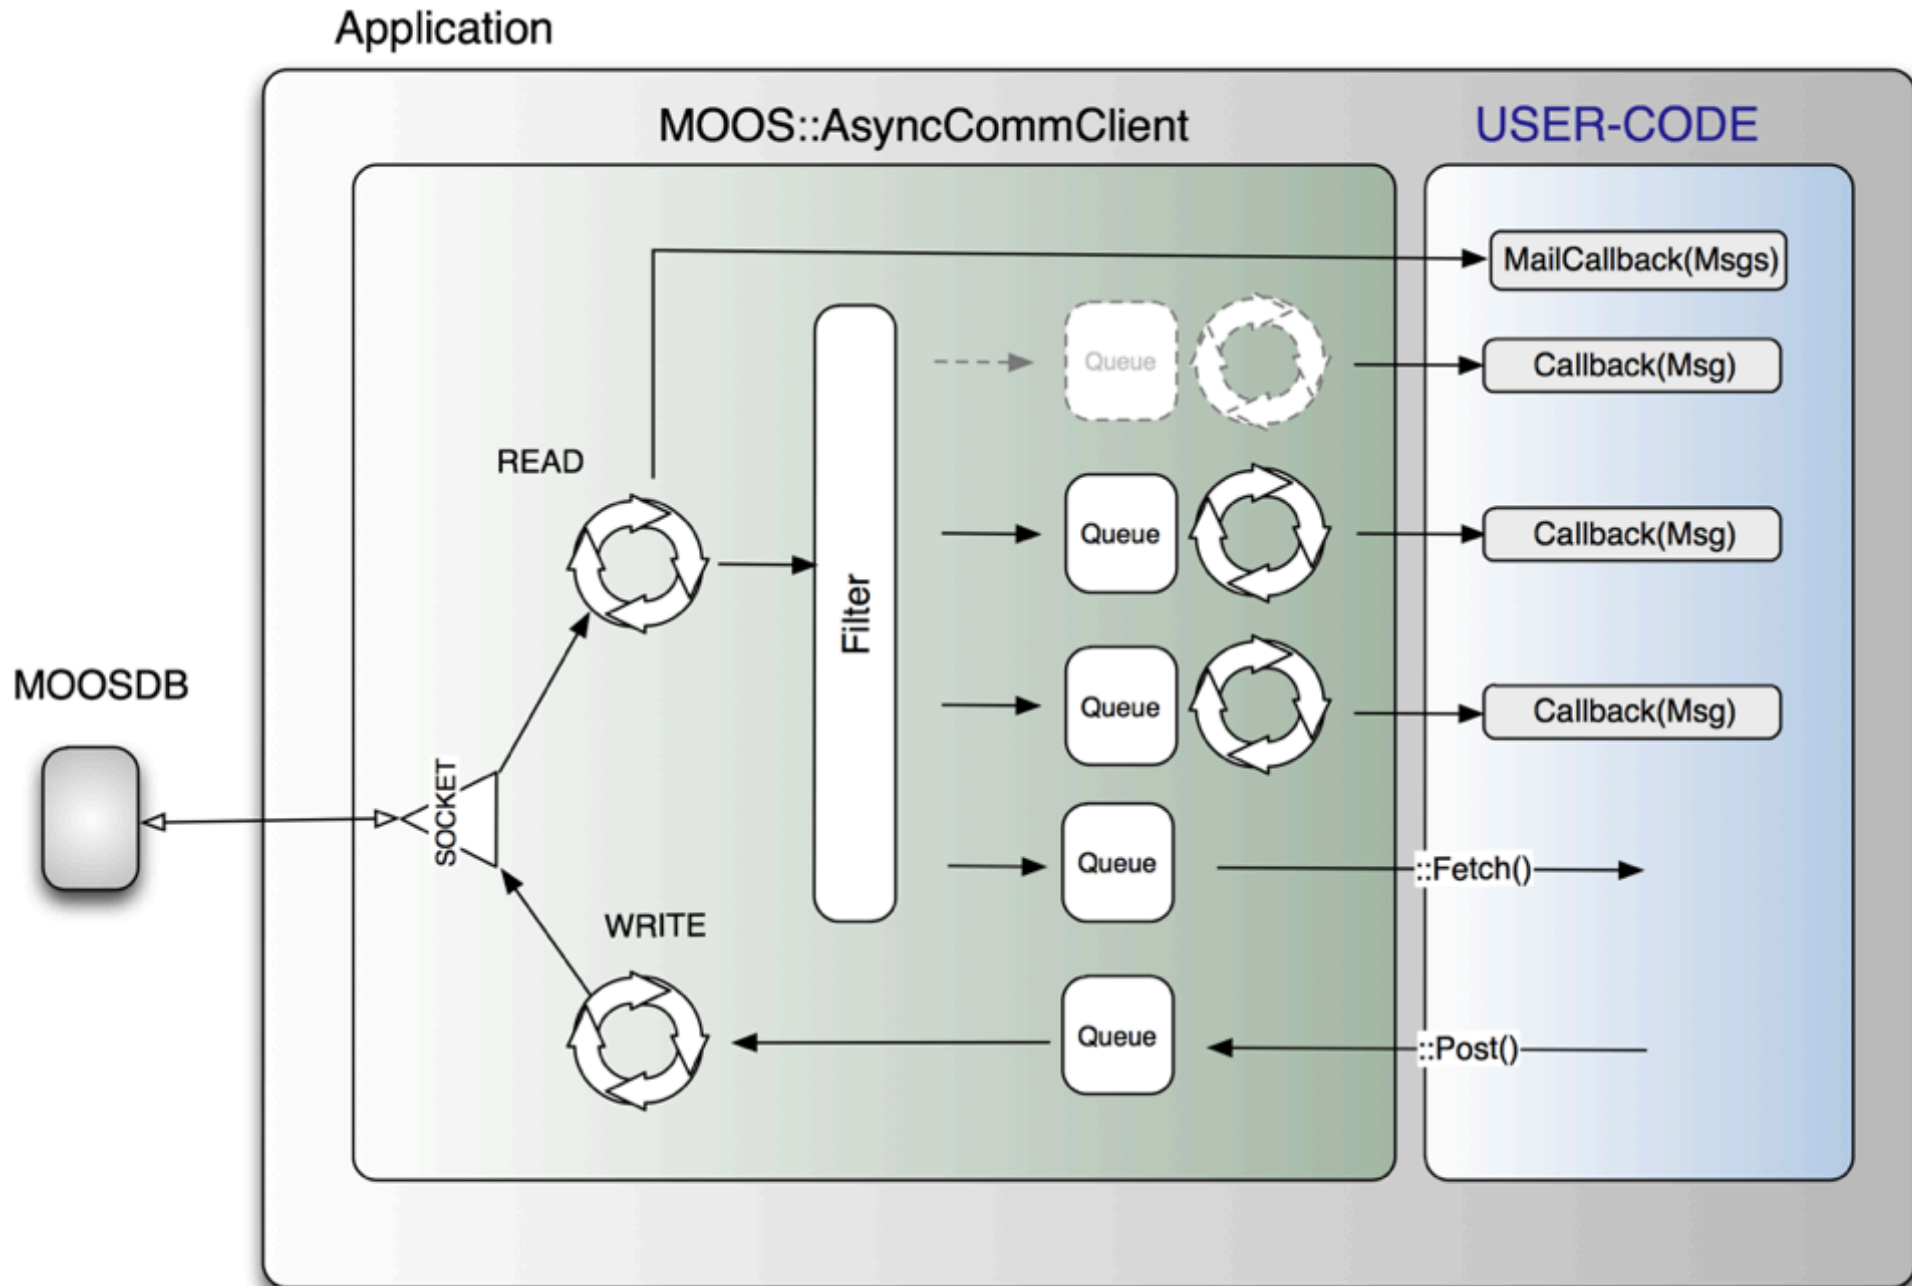 Application
MOOS::AsyncCommClient
USER-CODE
MailCallback(Msgs)
Queue
Callback(Msg)
READ
Queue
Callback(Msg)
Filter
MOOSDB
Queue
Callback(Msg)
SOCKET
Queue
::Fetch()
WRITE
Queue
::Post()